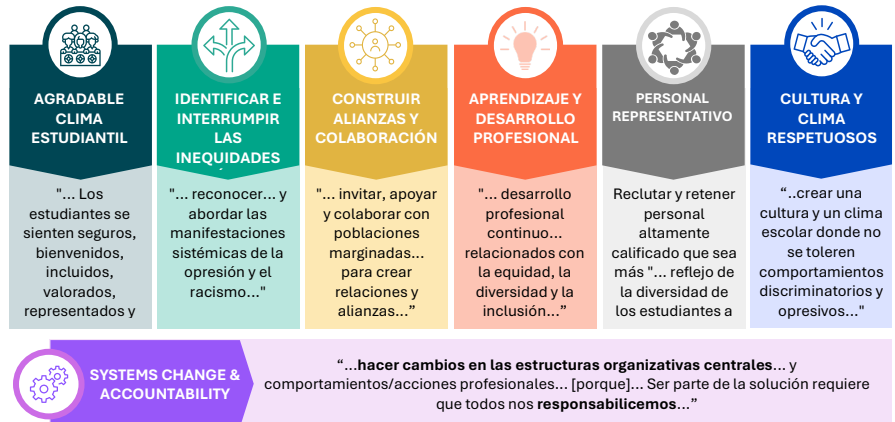 AGRADABLE
CLIMA
ESTUDIANTIL
"... Los
estudiantes se
sienten seguros,
bienvenidos,
incluidos,
valorados,
representados y
IDENTIFICAR E
INTERRUMPIR
LAS
INEQUIDADES
"... reconocer... y
abordar las
manifestaciones
sistémicas de la
opresión y el
racismo..."
CONSTRUIR
ALIANZAS Y
COLABORACIÓN
"... invitar, apoyar
y colaborar con
poblaciones
marginadas...
para crear
relaciones y
alianzas...”
APRENDIZAJE Y
DESARROLLO
PROFESIONAL
"... desarrollo
profesional
continuo...
relacionados con
la equidad, la
diversidad y la
inclusión...”
PERSONAL
REPRESENTATIVO
Reclutar y retener
personal
altamente
calificado que sea
más "... reflejo de
la diversidad de
los estudiantes a
CULTURA Y
CLIMA
RESPETUOSOS
“..crear una
cultura y un clima
escolar donde no
se toleren
comportamientos
discriminatorios y
opresivos..."
SYSTEMS CHANGE &
ACCOUNTABILITY
“...hacer cambios en las estructuras organizativas centrales... y
comportamientos/acciones profesionales... [porque]... Ser parte de la solución requiere
que todos nos responsabilicemos...”